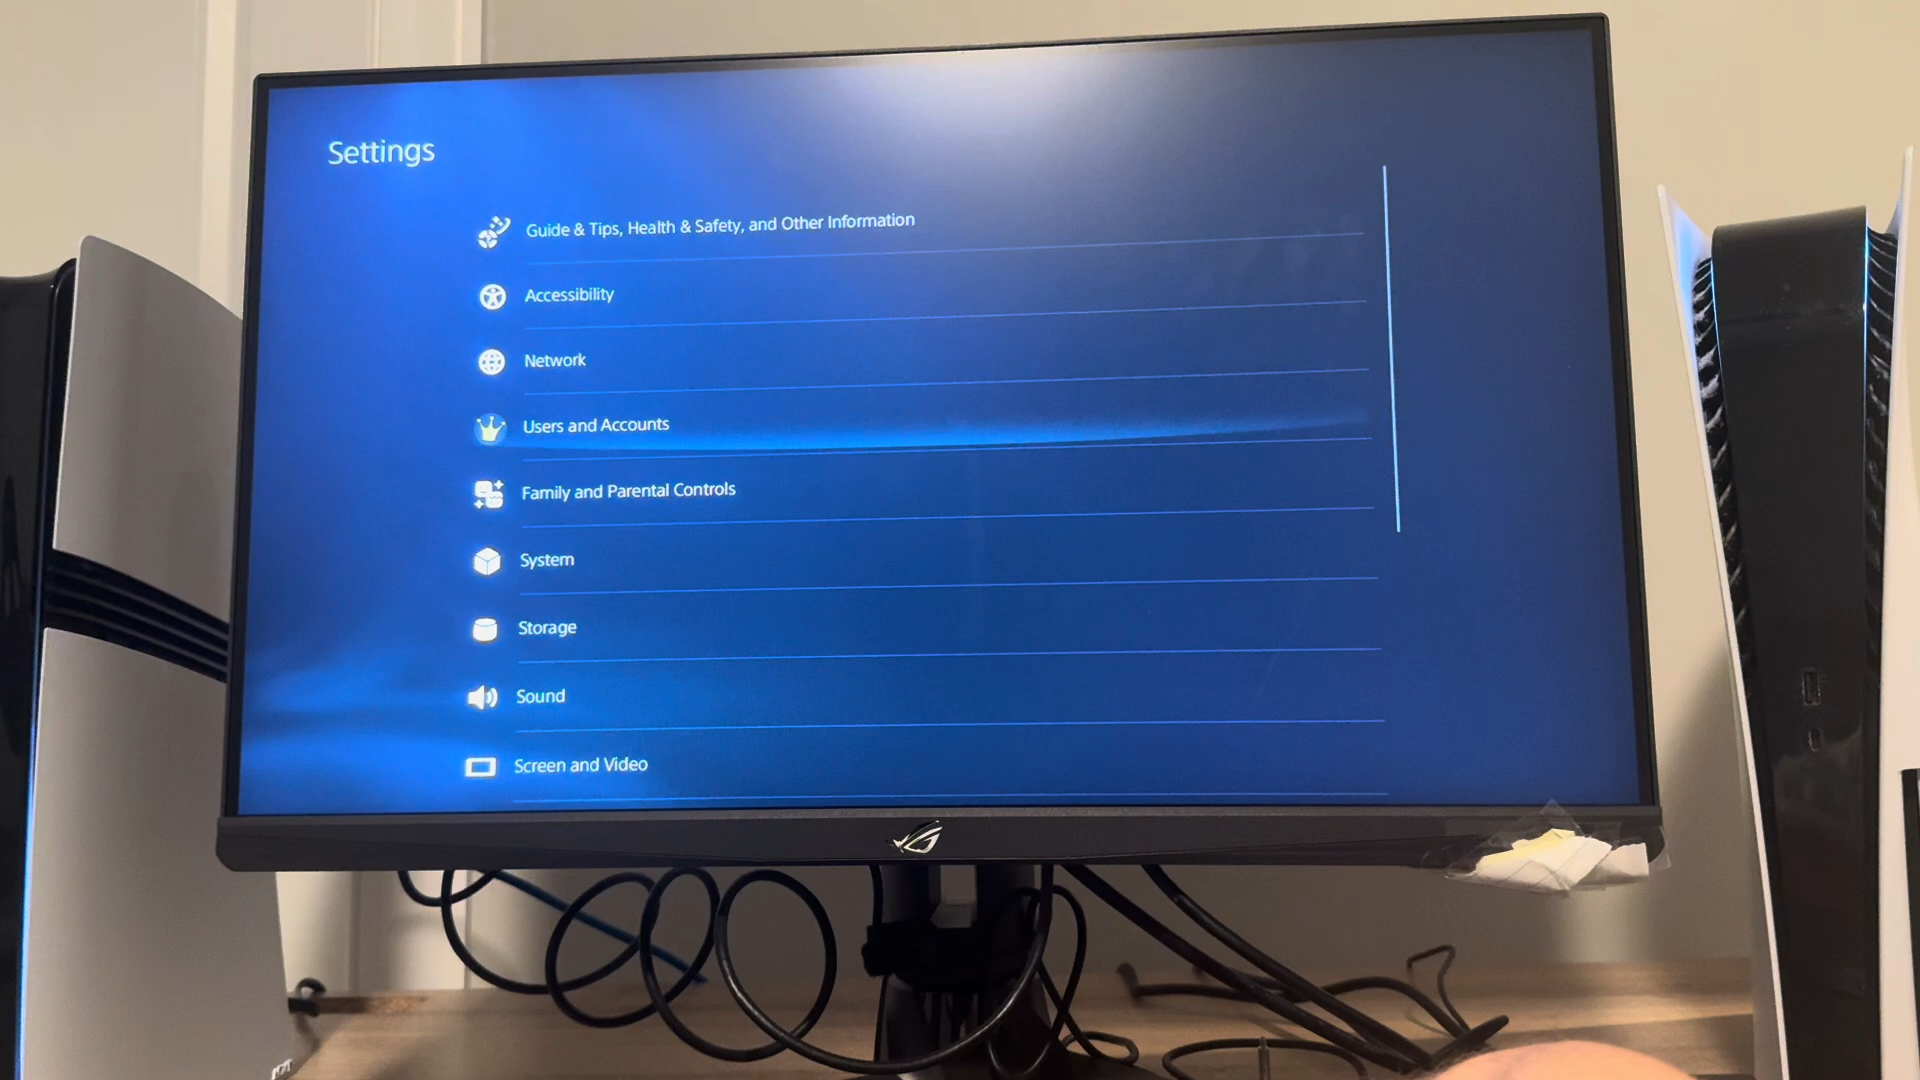 Settings
Guide & Tips, Health & Safety, and Other Information
Accessibility
Network
Users and Accounts
Family and Parental Controls
System
Storage
Sound
Screen and Video